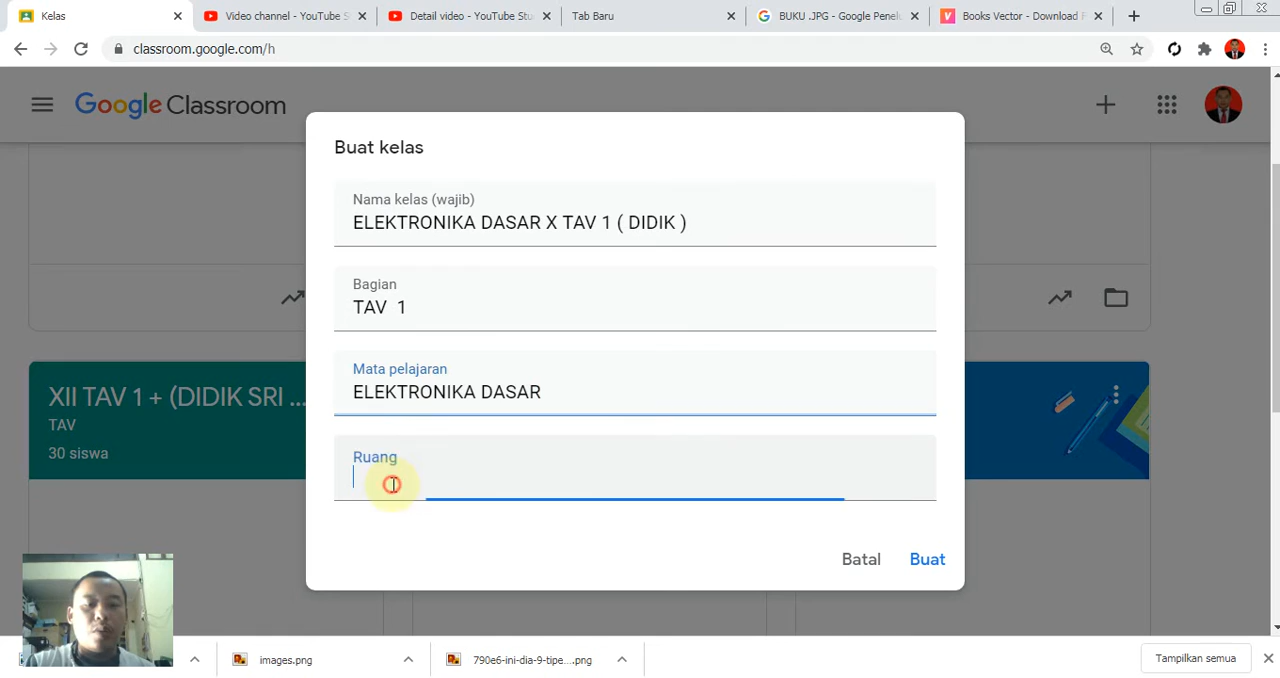 Kelas
Video channel - YouTube S
Detail video - YouTube Stu
Tab Baru
BUKU .JPG - Google Penelu
Books Vector - Download F
classroom.google.com/h
Google Classroom
Buat kelas
Nama kelas (wajib)
ELEKTRONIKA DASAR X TAV 1 ( DIDIK )
Bagian
TAV  1
Mata pelajaran
ELEKTRONIKA DASAR
Ruang
Batal Buat
XII TAV 1 + (DIDIK SRI ...
TAV
30 siswa
images.png
790e6-ini-dia-9-tipe....png
Tampilkan semua